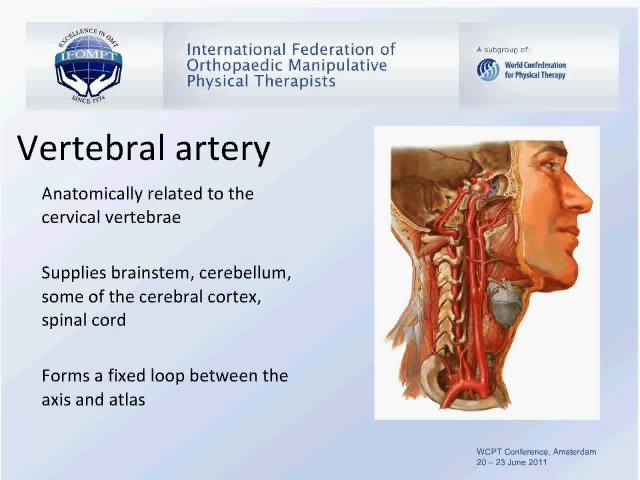 EXCELLENCE IN OMT
IFOMPT
SINCE 1974
International Federation of
Orthopaedic Manipulative
Physical Therapists
A subgroup of:
World Confederation
for Physical Therapy
Vertebral artery
Anatomically related to the
cervical vertebrae
Supplies brainstem, cerebellum,
some of the cerebral cortex,
spinal cord
Forms a fixed loop between the
axis and atlas
WCPT Conference, Amsterdam
20 – 23 June 2011